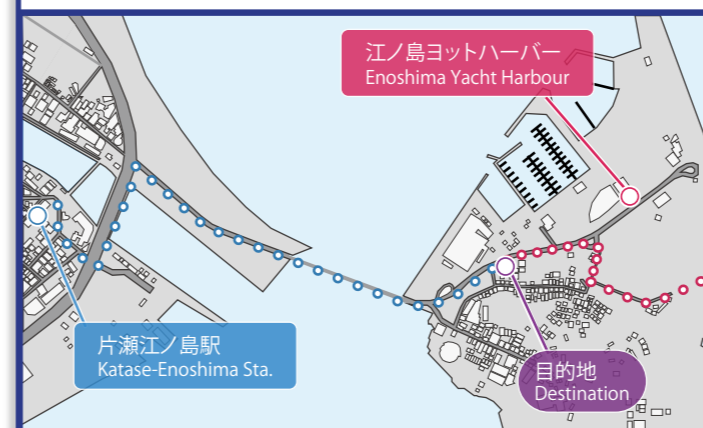 江ノ島ヨットハーバー
Enoshima Yacht Harbour
片瀬江ノ島駅
Katase-Enoshima Sta.
目的地
Destination